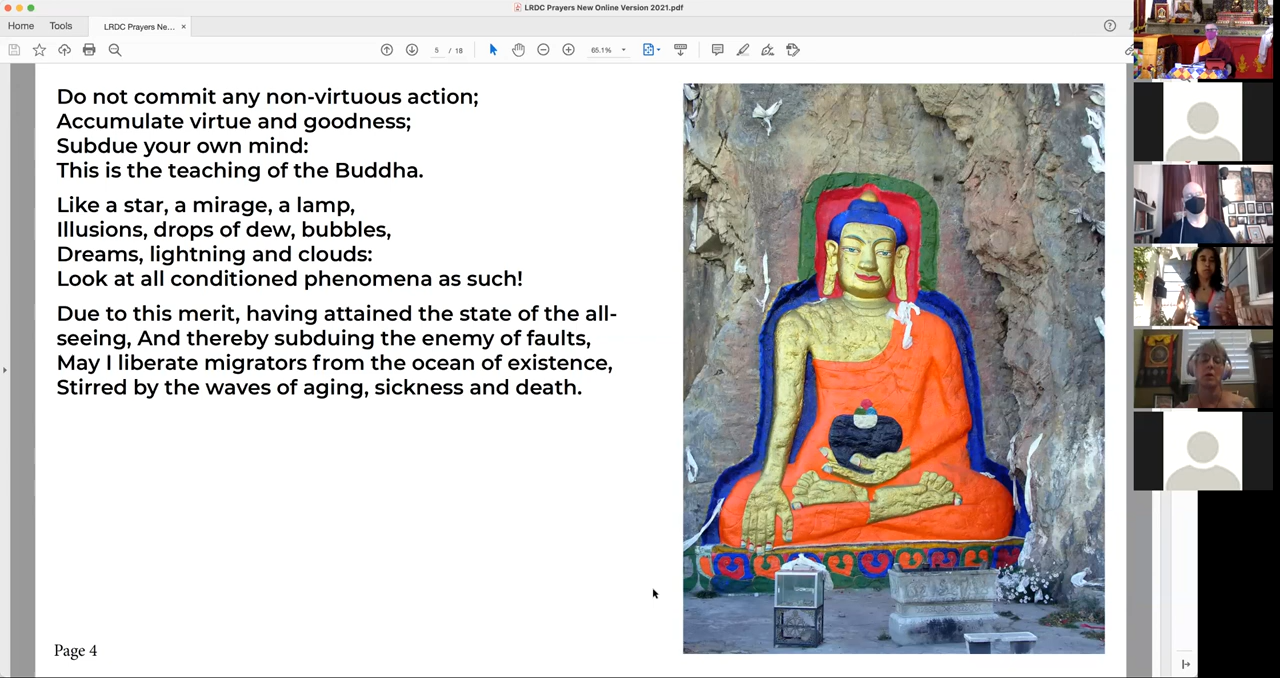 LRDC Prayers New Online Version 2021.pdf
Home
Tools
LRDC Prayers Ne...
5 / 18
65.1%
Do not commit any non-virtuous action;
Accumulate virtue and goodness;
Subdue your own mind:
This is the teaching of the Buddha.
Like a star, a mirage, a lamp,
Illusions, drops of dew, bubbles,
Dreams, lightning and clouds:
Look at all conditioned phenomena as such!
Due to this merit, having attained the state of the all-
seeing, And thereby subduing the enemy of faults,
May I liberate migrators from the ocean of existence,
Stirred by the waves of aging, sickness and death.
Page 4